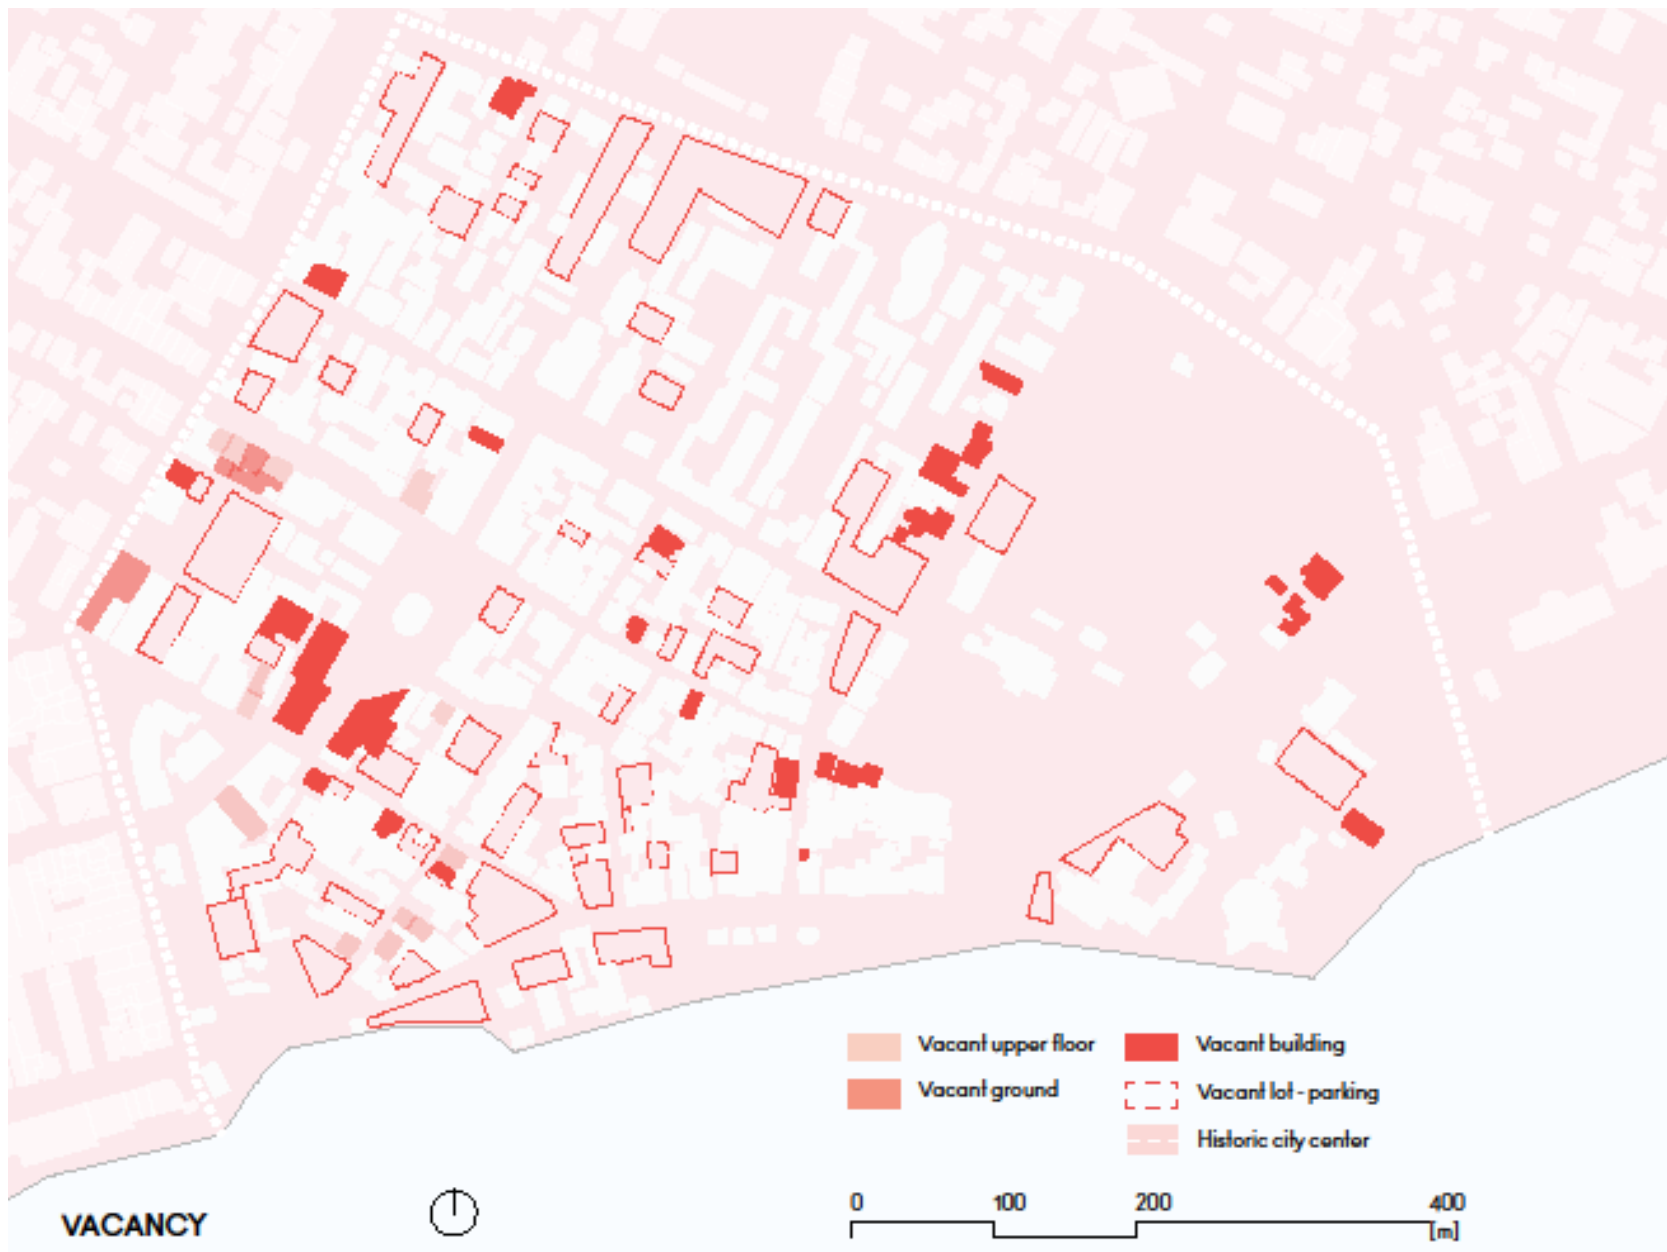 Vacant upper floor
Vacant building
Vacant ground
Vacant lot - parking
Historic city center
VACANCY
0 100 200 400
[m]